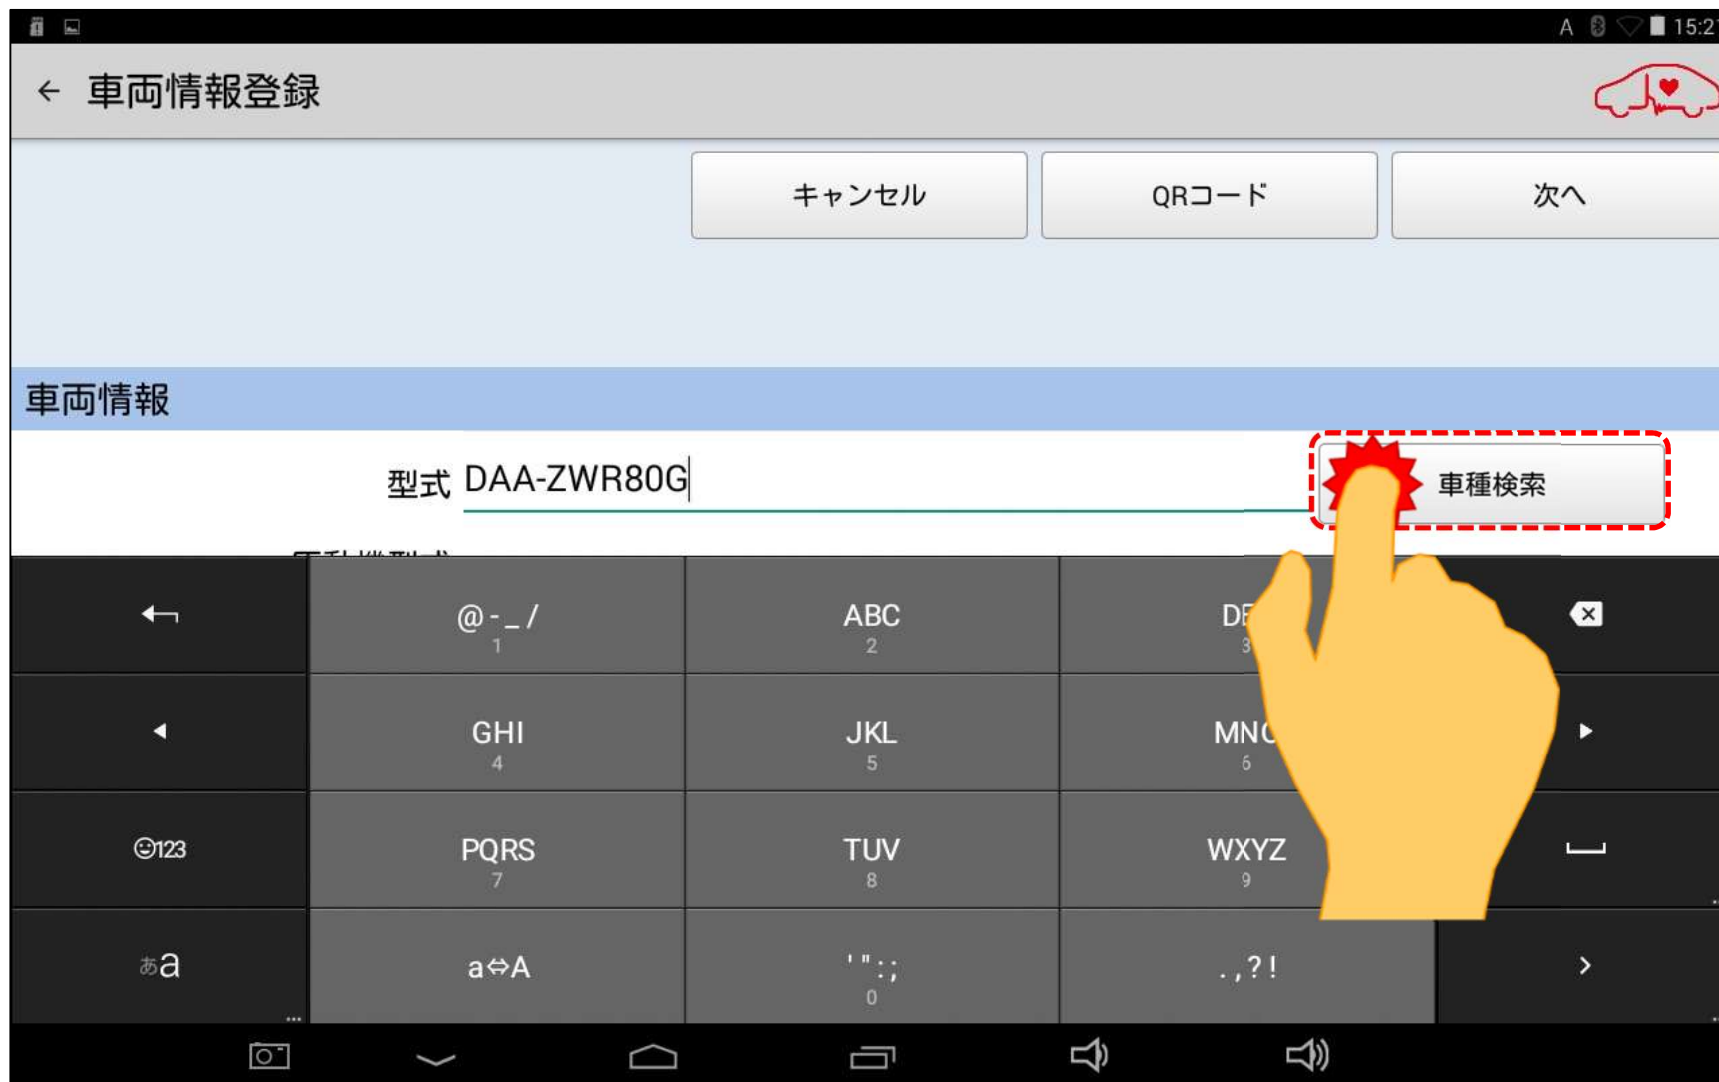 A 15:2
車両情報登録
キャンセル QRコード 次へ
車両情報
型式 DAA-ZWR80G 車種検索
@-_/ ABC
1 2 3
GHI JKL
4 5 6
☺123 PQRS TUV WXYZ
7 8 9
あa a⇔A '":; .,?!
0